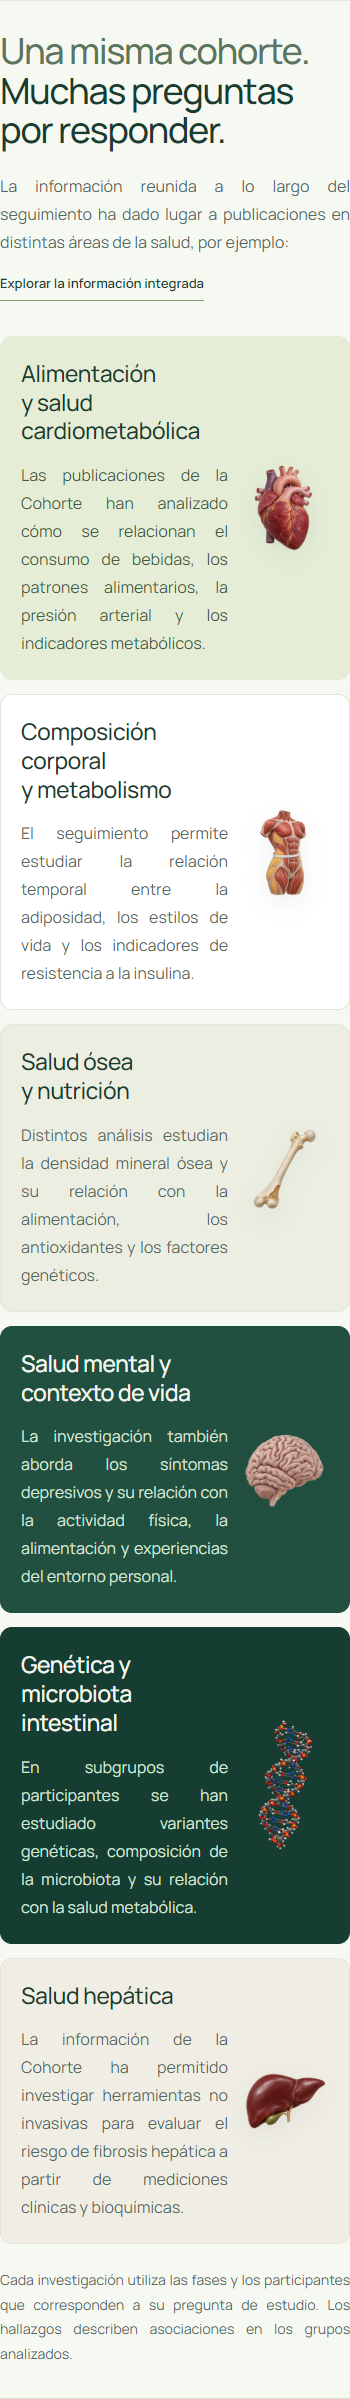 Una misma cohorte.
Muchas preguntas
por responder.
La información reunida a lo largo del
seguimiento ha dado lugar a publicaciones en
distintas áreas de la salud, por ejemplo:
Explorar la información integrada
Alimentación
y salud
cardiometabólica
Las publicaciones de la
Cohorte han analizado
cómo se relacionan el
consumo de bebidas, los
patrones alimentarios, la
presión arterial y los
indicadores metabólicos.
Composición
corporal
y metabolismo
El seguimiento permite
estudiar la relación
temporal entre la
adiposidad, los estilos de
vida y los indicadores de
resistencia a la insulina.
Salud ósea
y nutrición
Distintos análisis estudian
la densidad mineral ósea y
su relación con la
alimentación, los
antioxidantes y los factores
genéticos.
Salud mental y
contexto de vida
La investigación también
aborda los síntomas
depresivos y su relación con
la actividad física, la
alimentación y experiencias
del entorno personal.
Genética y
microbiota
intestinal
En subgrupos de
participantes se han
estudiado variantes
genéticas, composición de
la microbiota y su relación
con la salud metabólica.
Salud hepática
La información de la
Cohorte ha permitido
investigar herramientas no
invasivas para evaluar el
riesgo de fibrosis hepática a
partir de mediciones
clínicas y bioquímicas.
Cada investigación utiliza las fases y los participantes
que corresponden a su pregunta de estudio. Los
hallazgos describen asociaciones en los grupos
analizados.